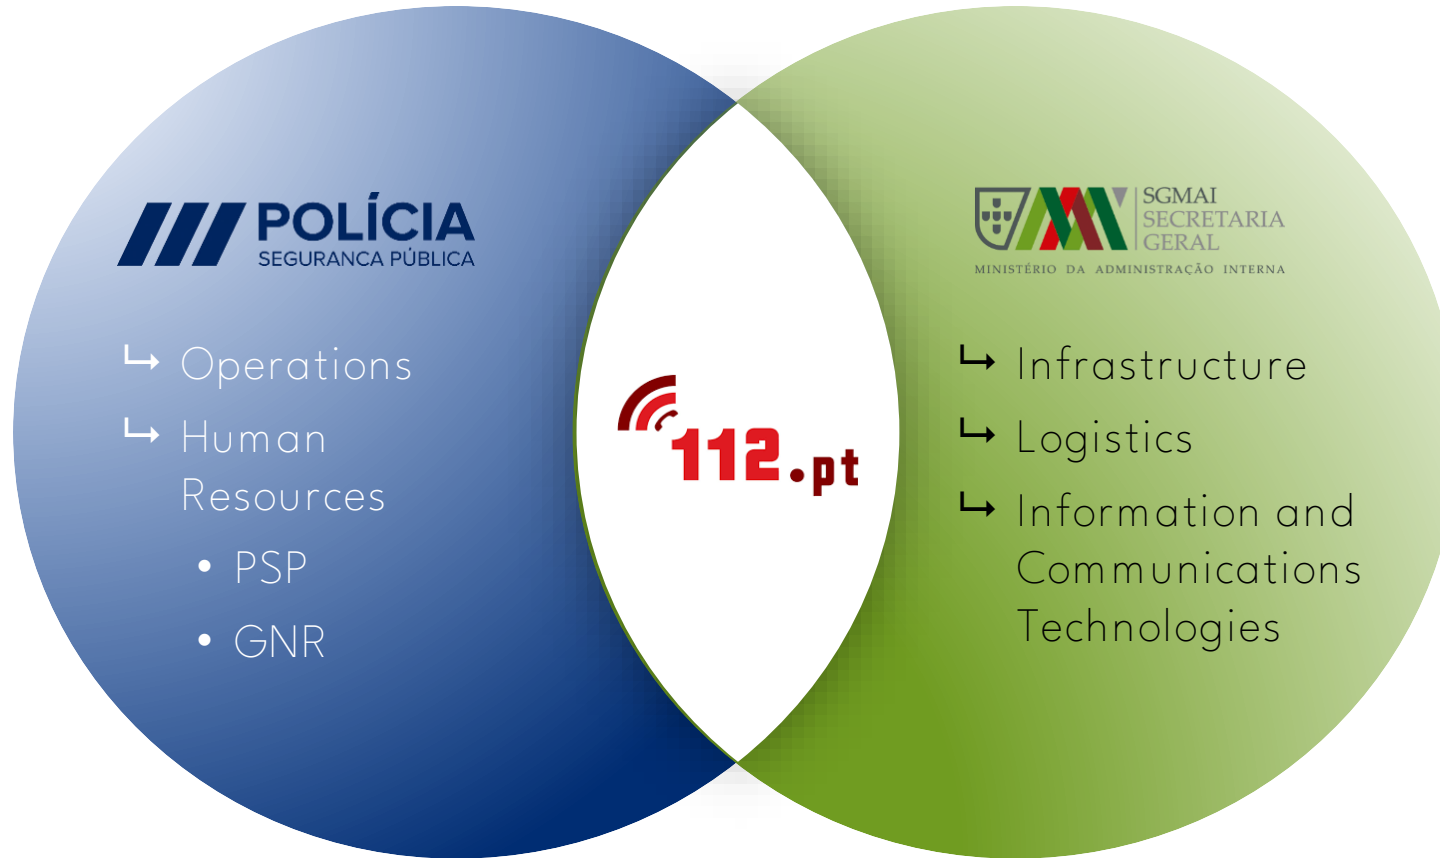 POLÍCIA
SEGURANCA PÚBLICA
↳ Operations
↳ Human
Resources
• PSP
• GNR
112.pt
SGMAI
SECRETARIA
GERAL
MINISTÉRIO DA ADMINISTRAÇÃO INTERNA
↳ Infrastructure
↳ Logistics
↳ Information and
Communications
Technologies